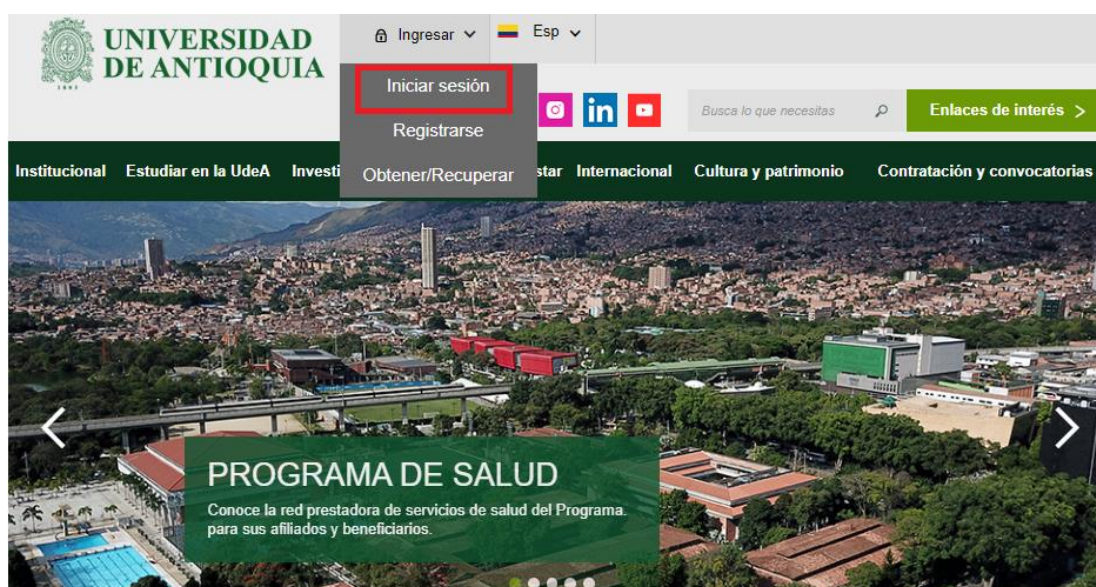 UNIVERSIDAD
DE ANTIOQUIA
1803
Ingresar
Esp
Iniciar sesión
Registrarse
Obtener/Recuperar
in
Busca lo que necesitas
Enlaces de interés >
Institucional Estudiar en la UdeA Investi star Internacional Cultura y patrimonio Contratación y convocatorias
PROGRAMA DE SALUD
Conoce la red prestadora de servicios de salud del Programa.
para sus afiliados y beneficiarios.